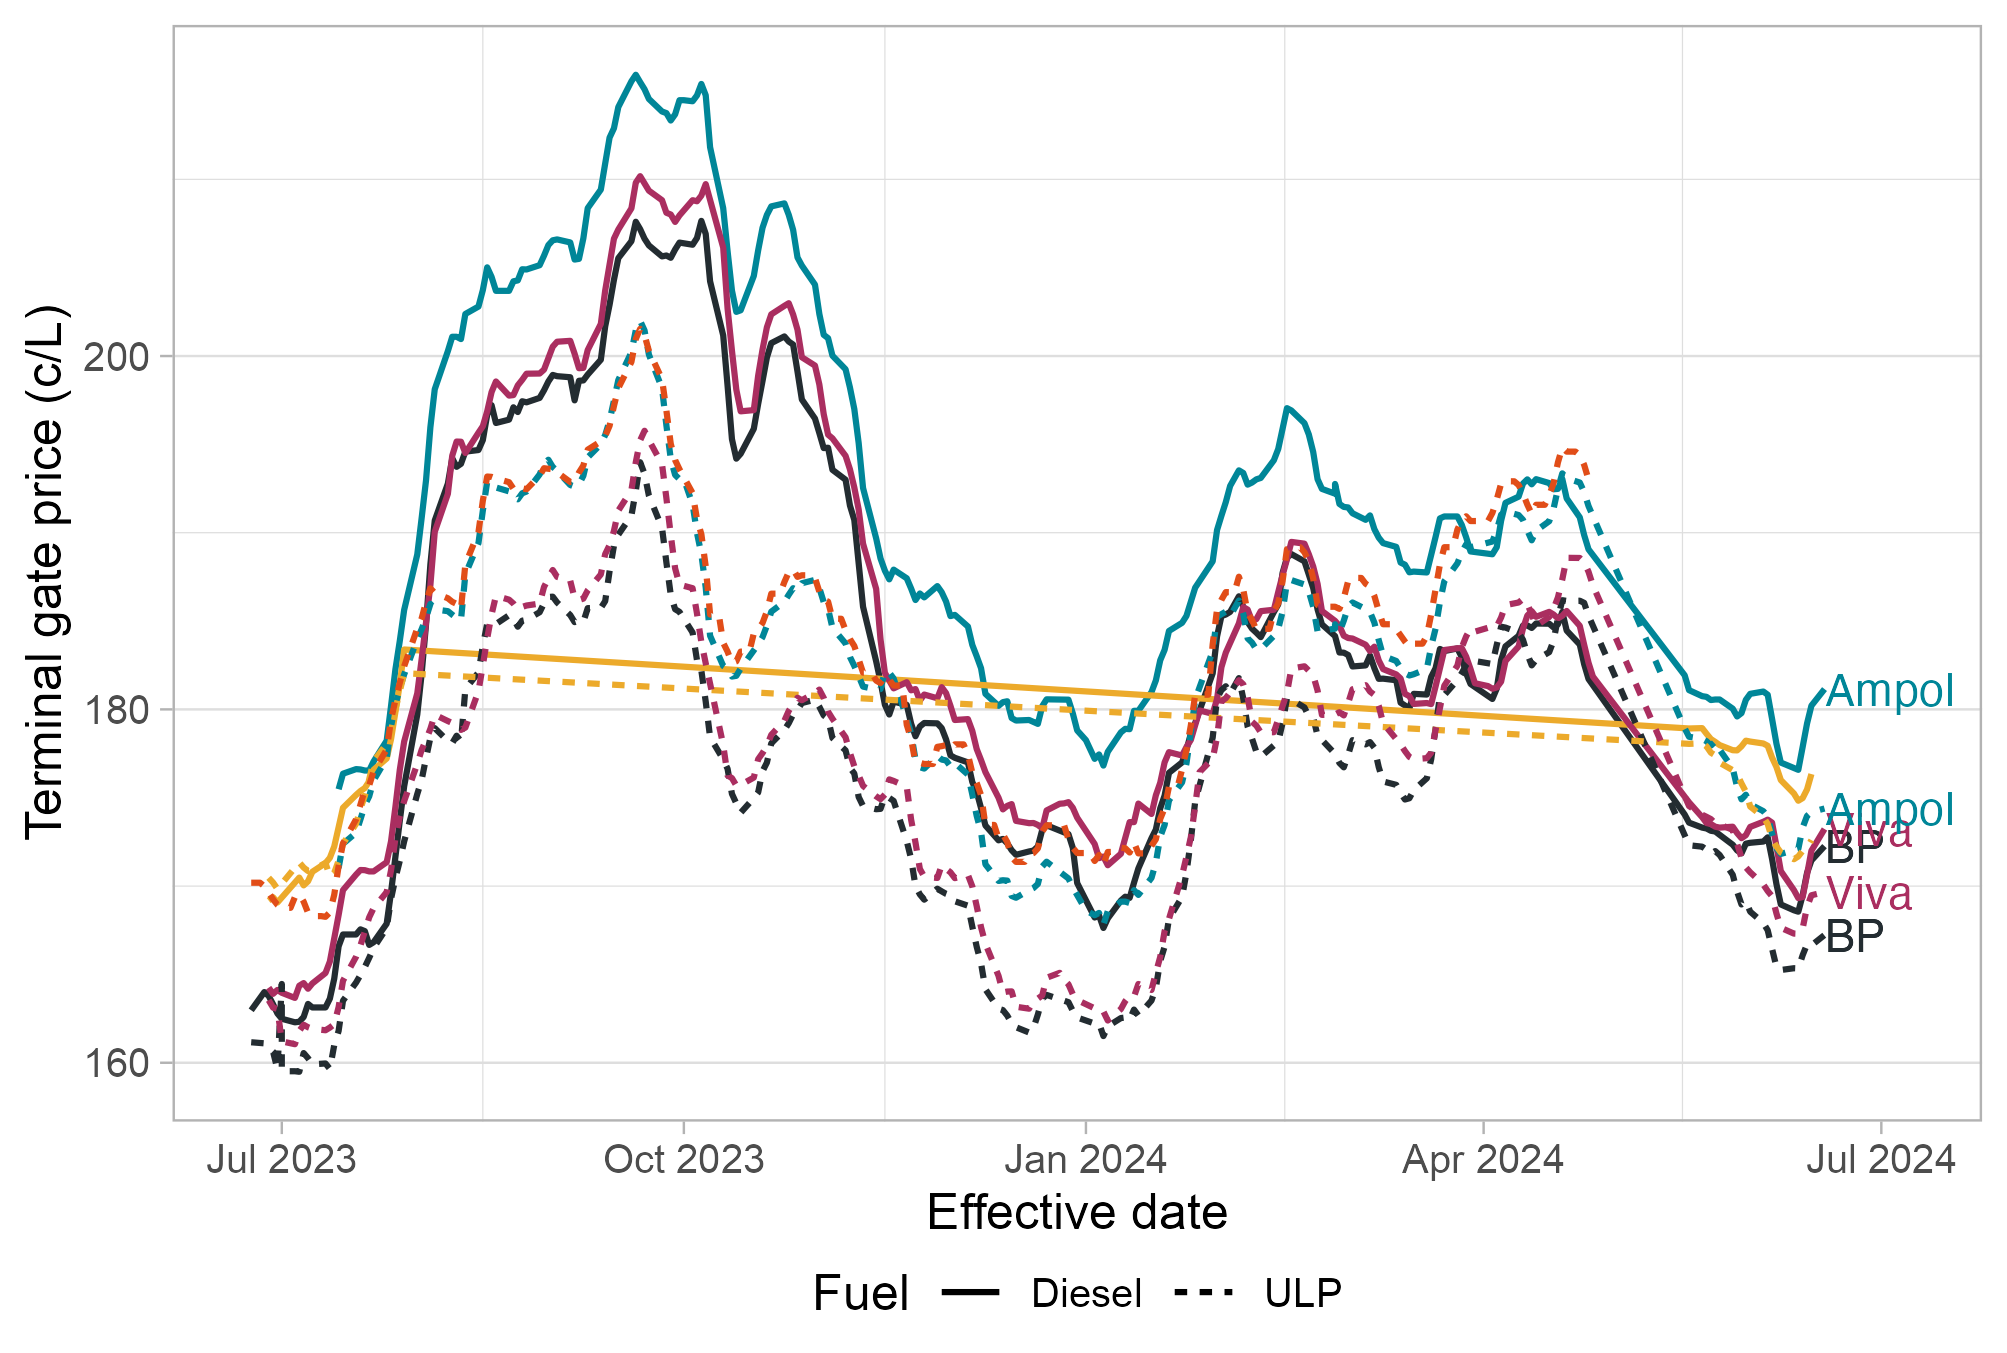 Terminal gate price (c/L)
200
180
160
Ampol
Ampol
Viva
BP
Viva
BP
Jul 2023
Oct 2023
Jan 2024
Apr 2024
Jul 2024
Effective date
Fuel
Diesel
ULP